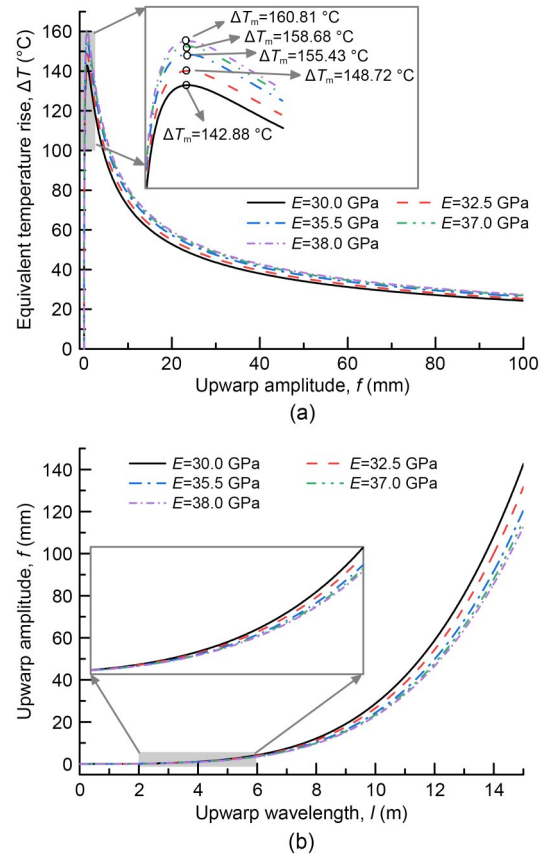 ΔTm=160.81 °C
ΔTm=158.68 °C
ΔTm=155.43 °C
ΔTm=148.72 °C
ΔTm=142.88 °C
Equivalent temperature rise, ΔT (°C)
160
140
120
100
80
60
40
20
0
E=30.0 GPa
E=32.5 GPa
E=35.5 GPa
E=37.0 GPa
E=38.0 GPa
0 20 40 60 80 100
Upwarp amplitude, f (mm)
(a)
Upwarp amplitude, f (mm)
140
120
100
80
60
40
20
0
E=30.0 GPa
E=32.5 GPa
E=35.5 GPa
E=37.0 GPa
E=38.0 GPa
0 2 4 6 8 10 12 14
Upwarp wavelength, l (m)
(b)